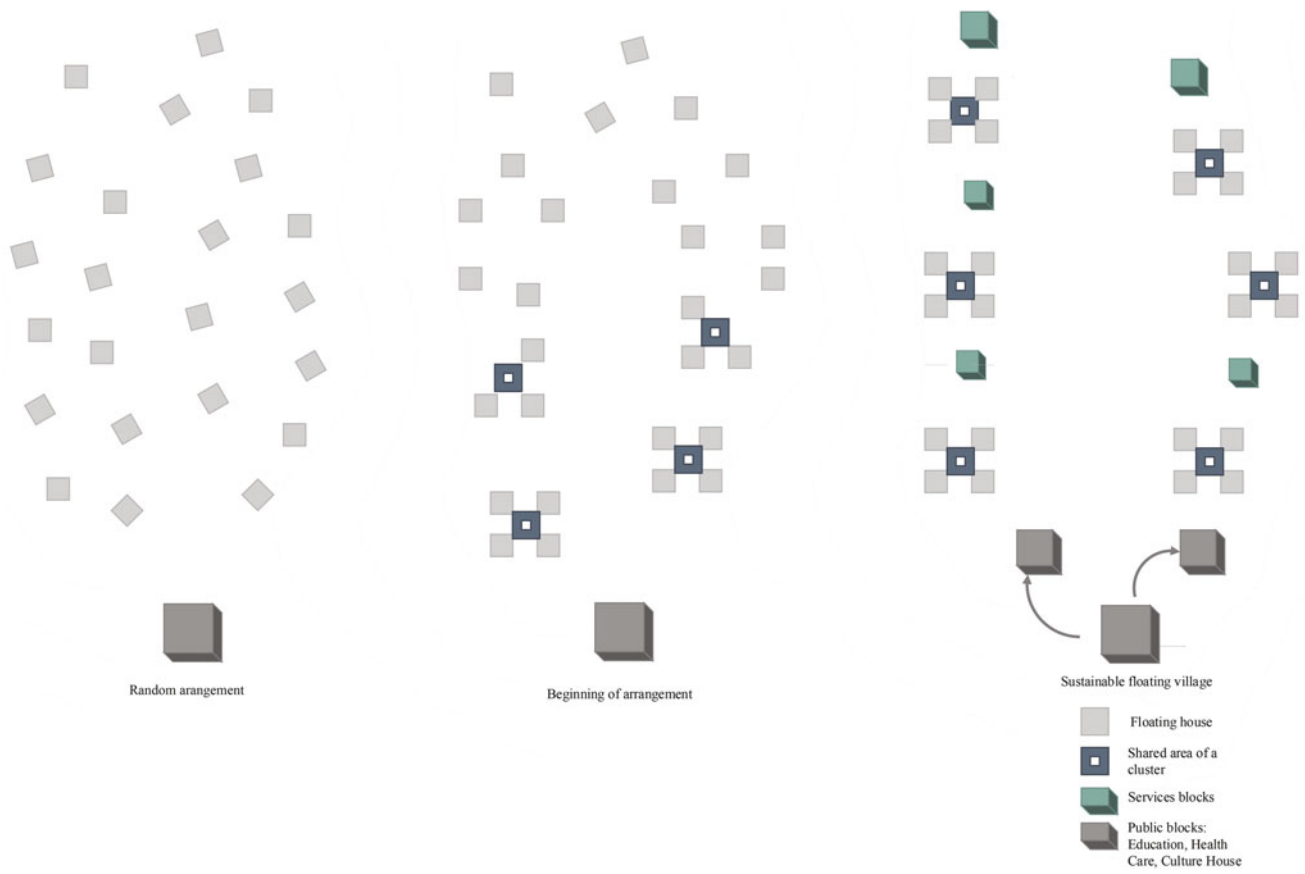 Random arangement
Beginning of arrangement
Sustainable floating village
Floating house
Shared area of a
cluster
Services blocks
Public blocks:
Education, Health
Care, Culture House